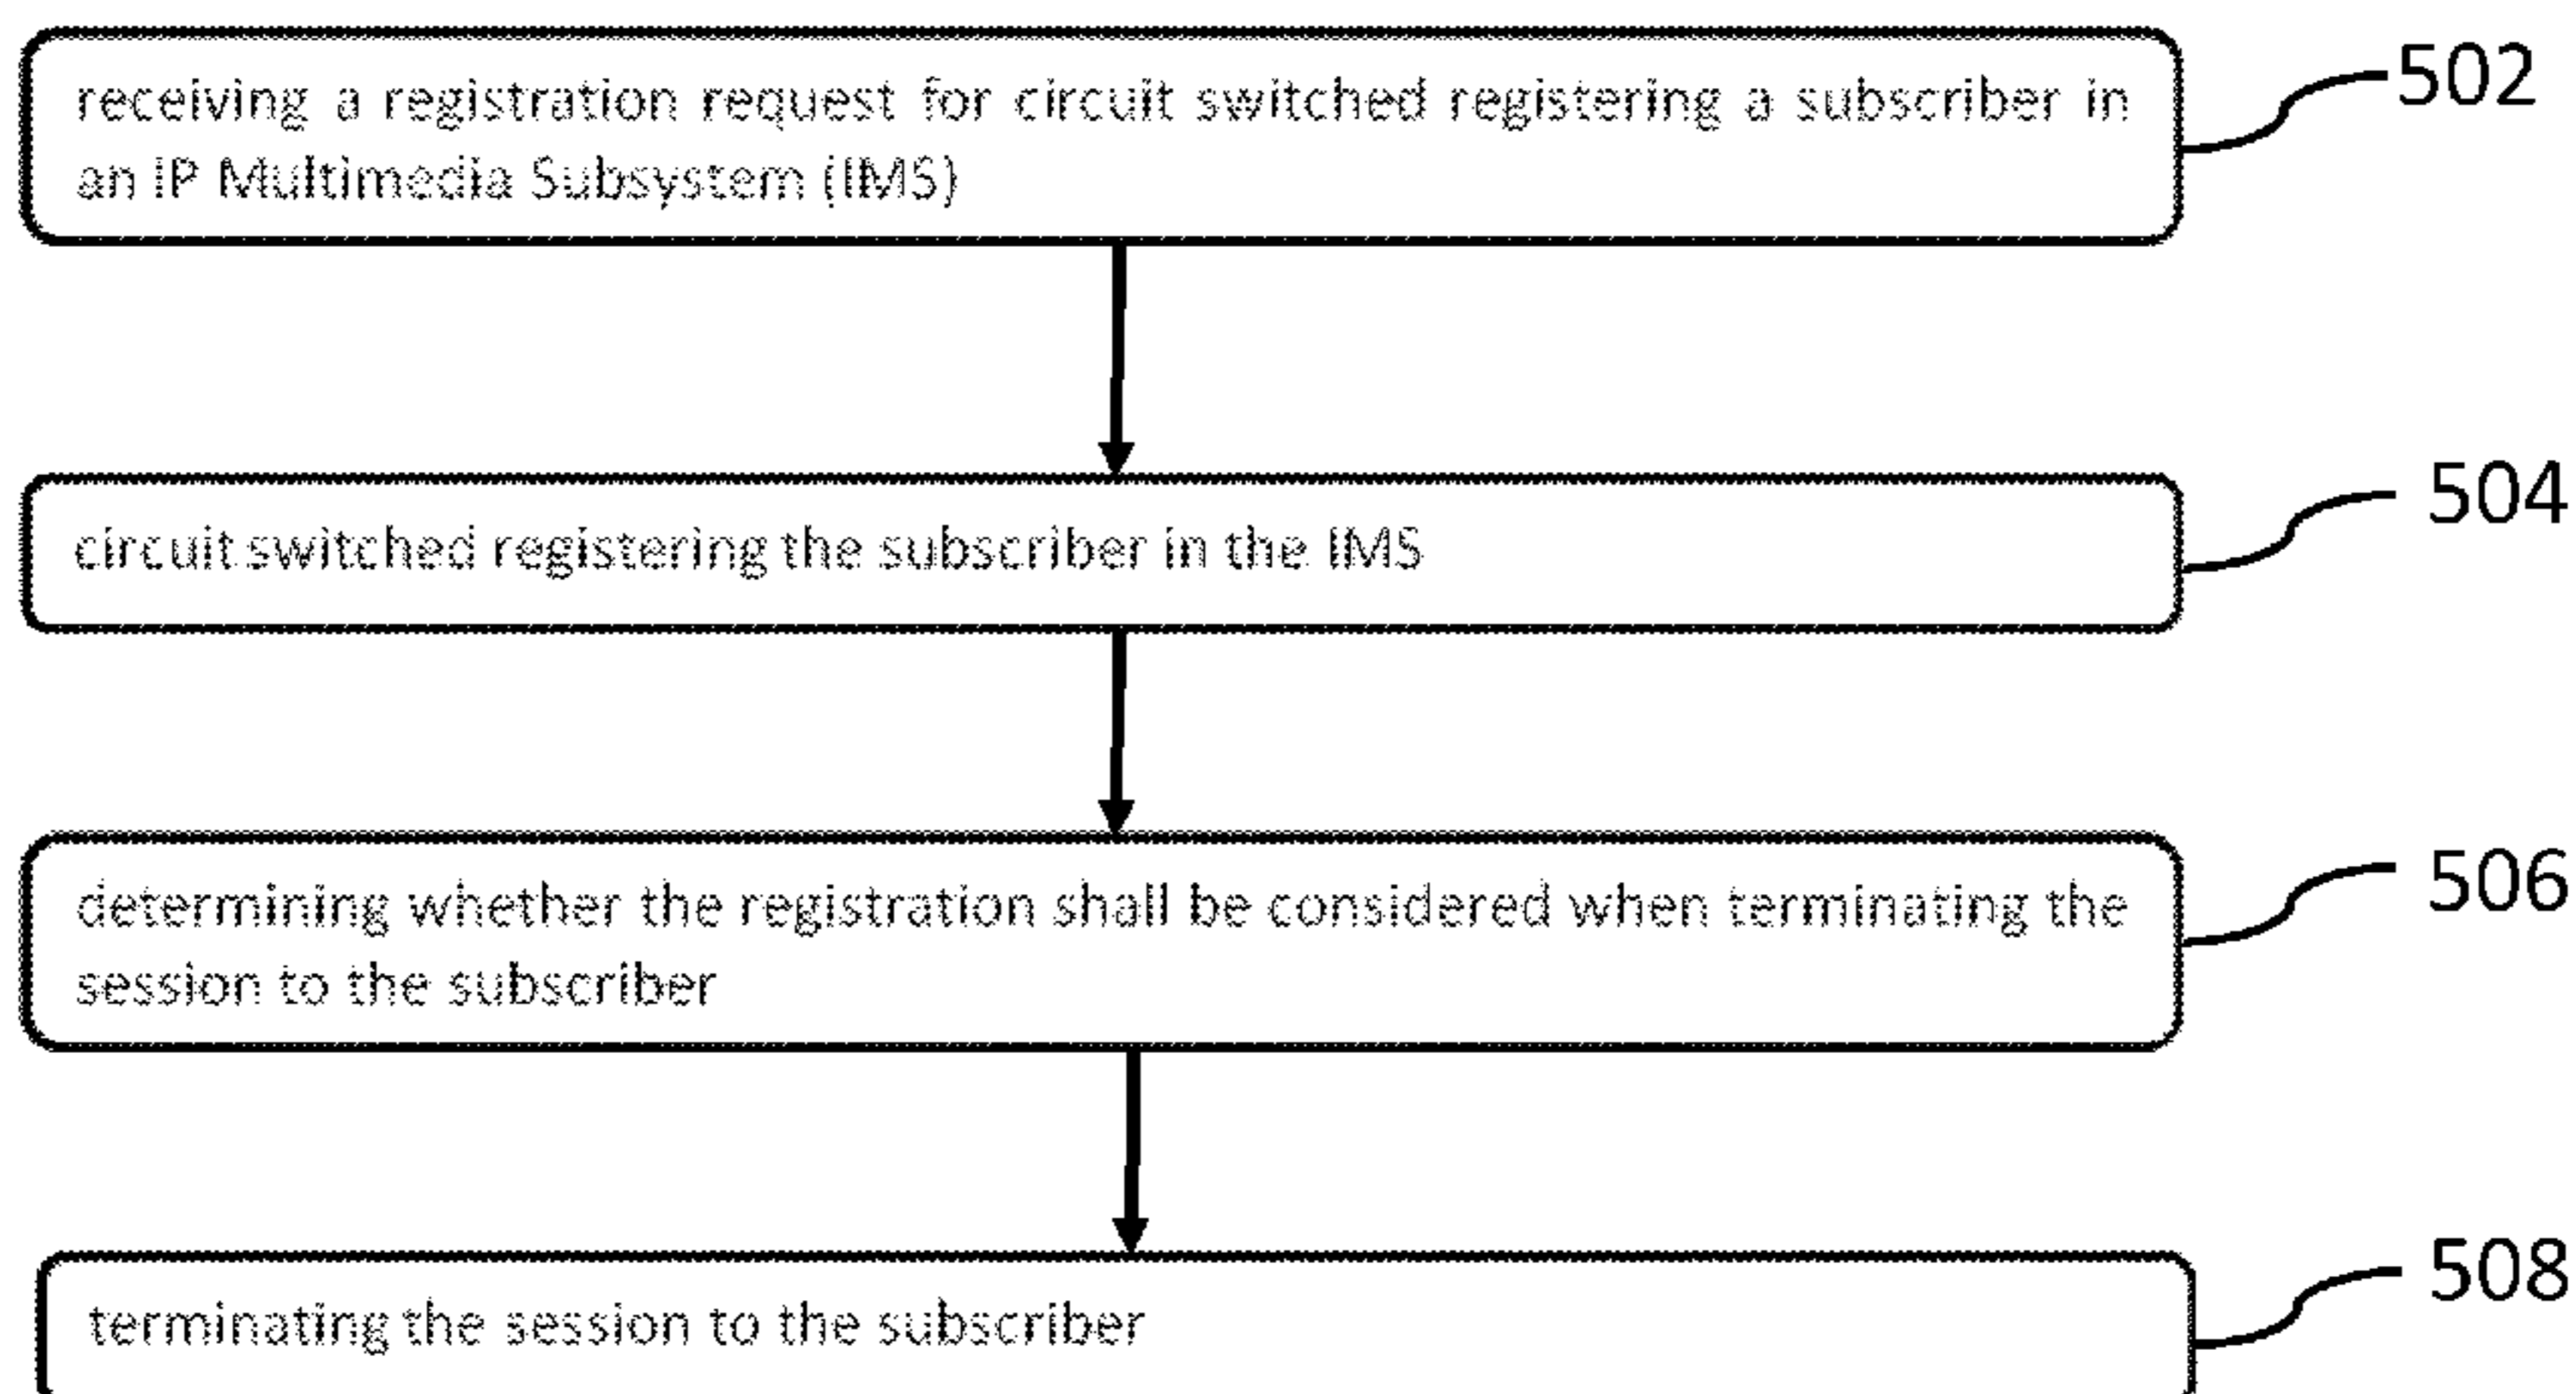 receiving a registration request for circuit switched registering a subscriber in
502
an IP Multimedia Subsystem (IMS)
504
circuit switched registering the subscriber in the IMS
506
determining whether the registration shall be considered when terminating the
session to the subscriber
508
terminating the session to the subscriber